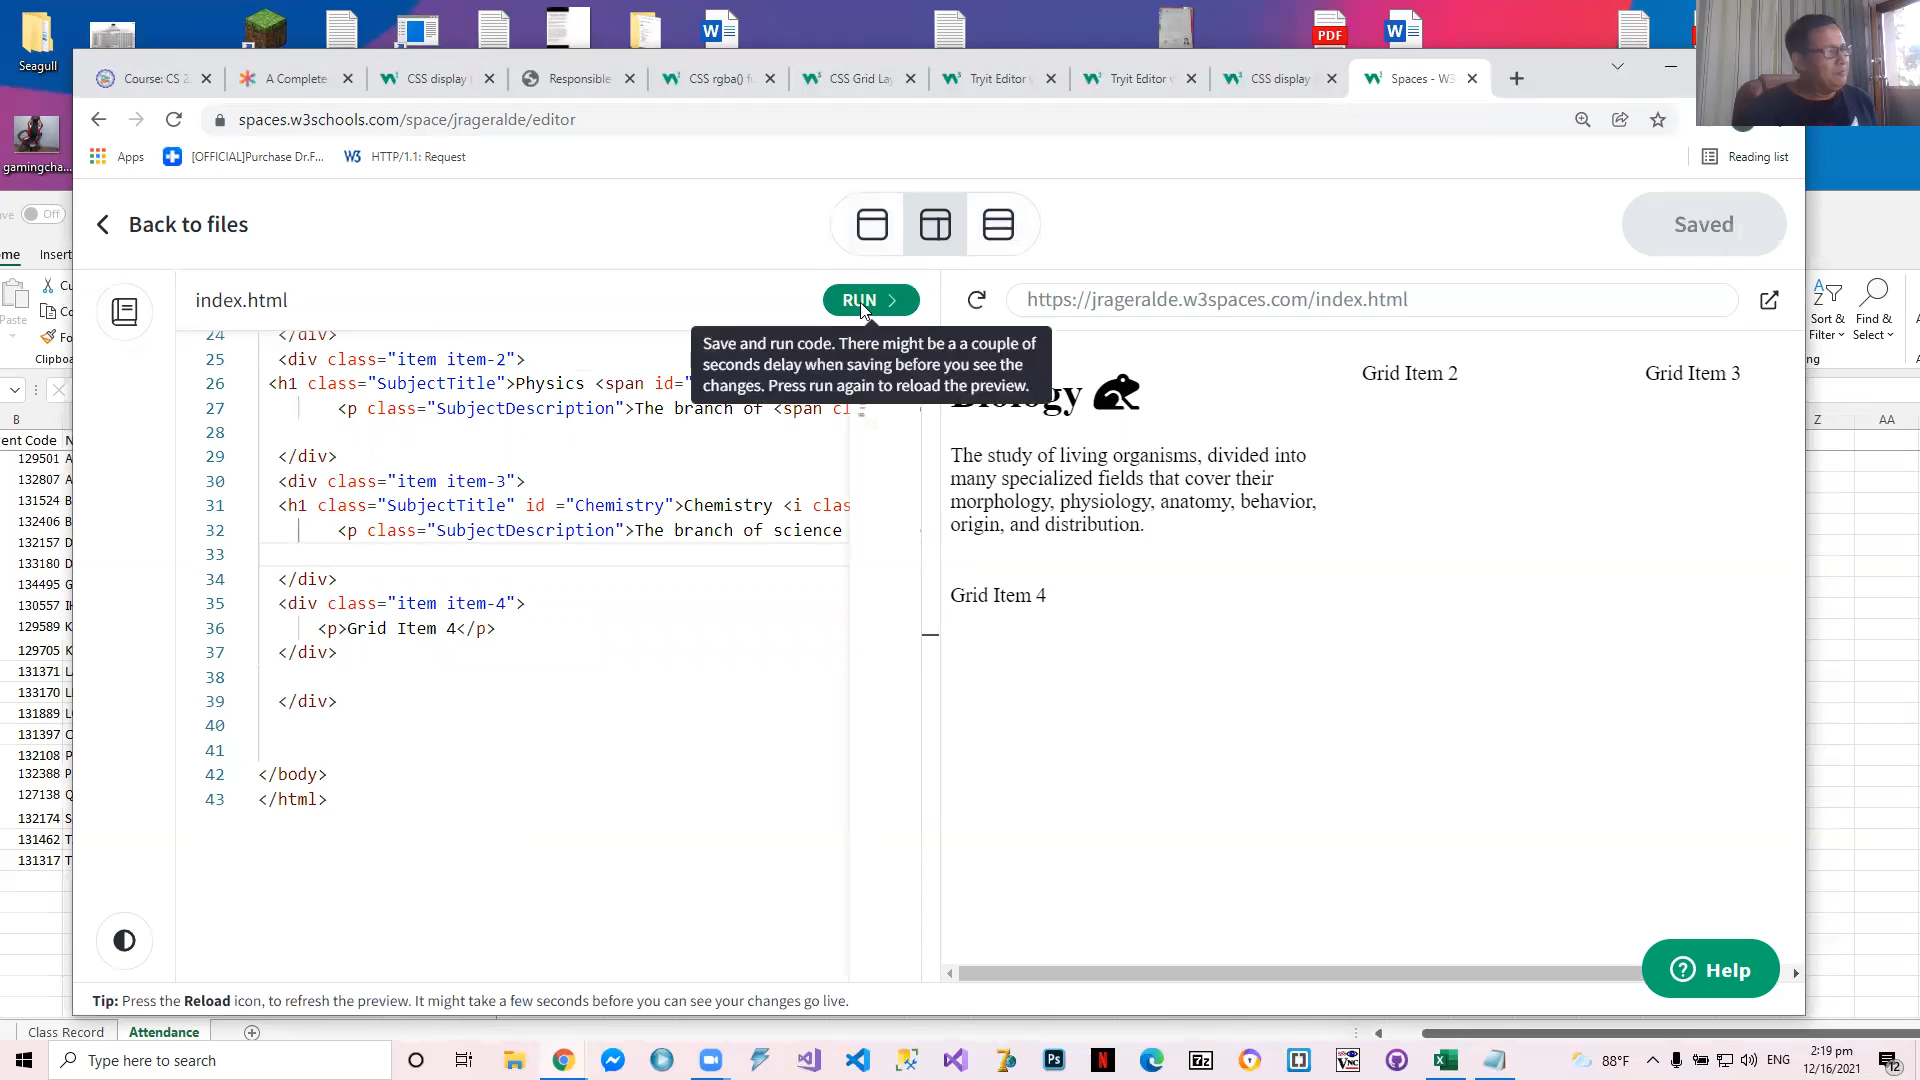 Seagull
gamingcha...
W
PDF
W
Course: CS 2
A Complete
CSS display
Responsible
CSS rgba() fu
CSS Grid La
Tryit Editor
Tryit Editor
CSS display
Spaces - W3
spaces.w3schools.com/space/jrageralde/editor
Apps
[OFFICIAL]Purchase Dr.F...
HTTP/1.1: Request
Reading list
Off
Back to files
Saved
Insert
index.html
RUN
https://jrageralde.w3spaces.com/index.html
Save and run code. There might be a a couple of
seconds delay when saving before you see the
changes. Press run again to reload the preview.
24 </div>
25 <div class="item item-2">
26 <h1 class="SubjectTitle">Physics <span id=
27 <p class="SubjectDescription">The branch of <span cl
28
29 </div>
30 <div class="item item-3">
31 <h1 class="SubjectTitle" id ="Chemistry">Chemistry <i clas
32 <p class="SubjectDescription">The branch of science
33
34 </div>
35 <div class="item item-4">
36 <p>Grid Item 4</p>
37 </div>
38
39 </div>
40
41
42 </body>
43 </html>
Biology
The study of living organisms, divided into
many specialized fields that cover their
morphology, physiology, anatomy, behavior,
origin, and distribution.
Grid Item 2
Grid Item 3
Grid Item 4
Paste
Clipboa
Sort &
Filter
Find &
Select
B
Z
AA
ent Code
129501 A
132807 A
131524 B
132406 B
132157 D
133180 D
134495 G
130557 IH
129589 K
129705 K
131371 LA
133170 LI
131889 LO
131397 C
132108 P
132388 P
127138 Q
132174 S
131462 T
131317 T
Help
Tip: Press the Reload icon, to refresh the preview. It might take a few seconds before you can see your changes go live.
Class Record
Attendance
Type here to search
88°F
ENG
2:19 pm
12/16/2021
12